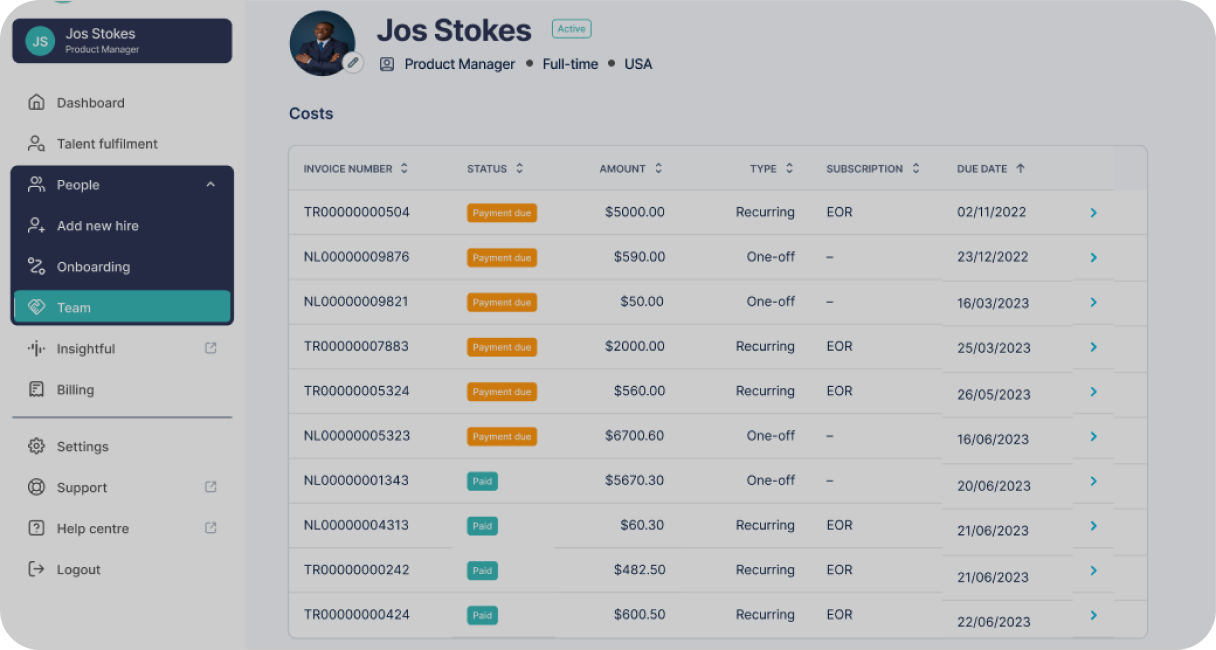 JS
Jos Stokes
Product Manager
Dashboard
Talent fulfilment
People
Add new hire
Onboarding
Team
Insightful
Billing
Settings
Support
Help centre
Logout
Jos Stokes Active
Product Manager • Full-time • USA
Costs
INVOICE NUMBER STATUS AMOUNT TYPE SUBSCRIPTION DUE DATE
TR00000000504 Payment due $5000.00 Recurring EOR 02/11/2022
NL00000009876 Payment due $590.00 One-off – 23/12/2022
NL00000009821 Payment due $50.00 One-off – 16/03/2023
TR00000007883 Payment due $2000.00 Recurring EOR 25/03/2023
TR00000005324 Payment due $560.00 Recurring EOR 26/05/2023
NL00000005323 Payment due $6700.60 One-off – 16/06/2023
NL00000001343 Paid $5670.30 One-off – 20/06/2023
NL00000004313 Paid $60.30 Recurring EOR 21/06/2023
TR00000000242 Paid $482.50 Recurring EOR 21/06/2023
TR00000000424 Paid $600.50 Recurring EOR 22/06/2023